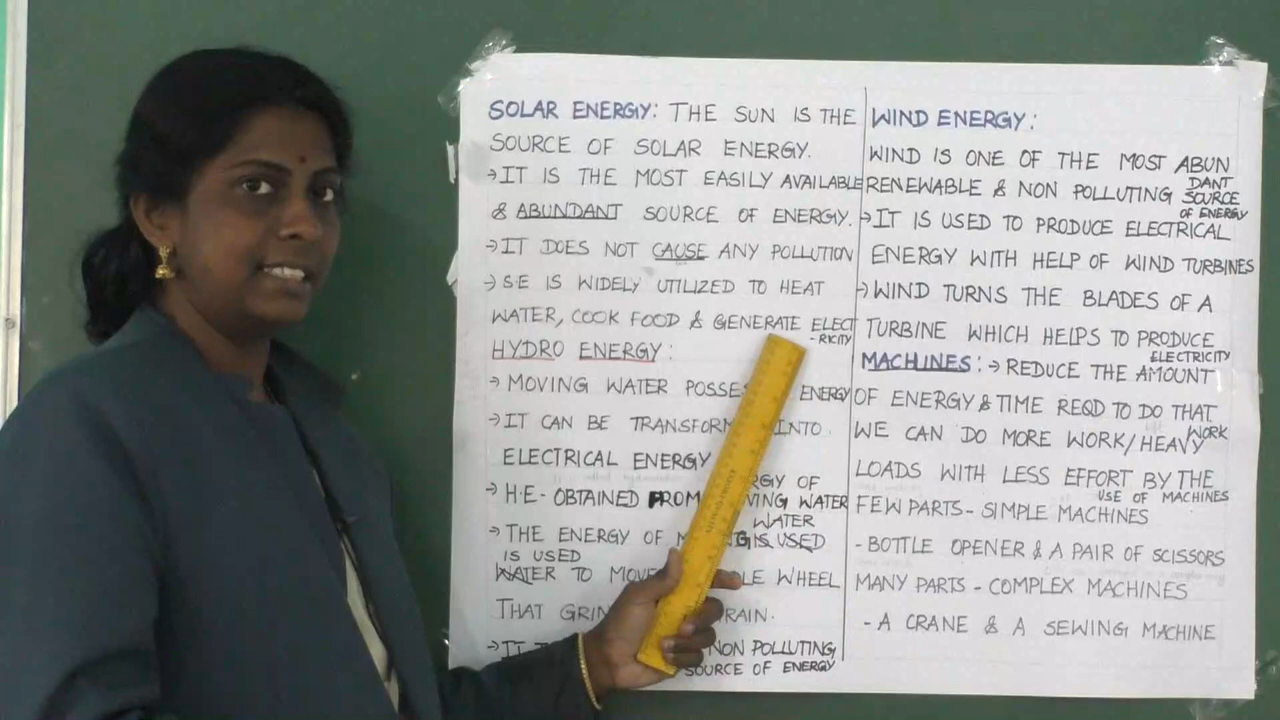 SOLAR ENERGY: THE SUN IS THE
SOURCE OF SOLAR ENERGY.
→IT IS THE MOST EASILY AVAILABLE
& ABUNDANT SOURCE OF ENERGY.
→IT DOES NOT CAUSE ANY POLLUTION
→S.E IS WIDELY UTILIZED TO HEAT
WATER, COOK FOOD & GENERATE ELECT
-RICITY
HYDRO ENERGY:
→MOVING WATER ENERGY
→IT CAN BE INTO
ELECTRICAL ENERGY
→H.E- OBTAINED FROM OF
WATER
WATER
→THE ENERGY OF IS USED
IS USED
WATER TO WHEEL
THAT
→ NON POLLUTING
SOURCE OF ENERGY
WIND ENERGY:
WIND IS ONE OF THE MOST ABUN
DANT
RENEWABLE & NON POLLUTING SOURCE
OF ENERGY
→IT IS USED TO PRODUCE ELECTRICAL
ENERGY WITH HELP OF WIND TURBINES
→WIND TURNS THE BLADES OF A
TURBINE WHICH HELPS TO PRODUCE
ELECTRICITY
MACHINES: → REDUCE THE AMOUNT
OF ENERGY & TIME REQD TO DO THAT
WORK
WE CAN DO MORE WORK/HEAVY
LOADS WITH LESS EFFORT BY THE
USE OF MACHINES
FEW PARTS- SIMPLE MACHINES
- BOTTLE OPENER & A PAIR OF SCISSORS
MANY PARTS - COMPLEX MACHINES
- A CRANE & A SEWING MACHINE